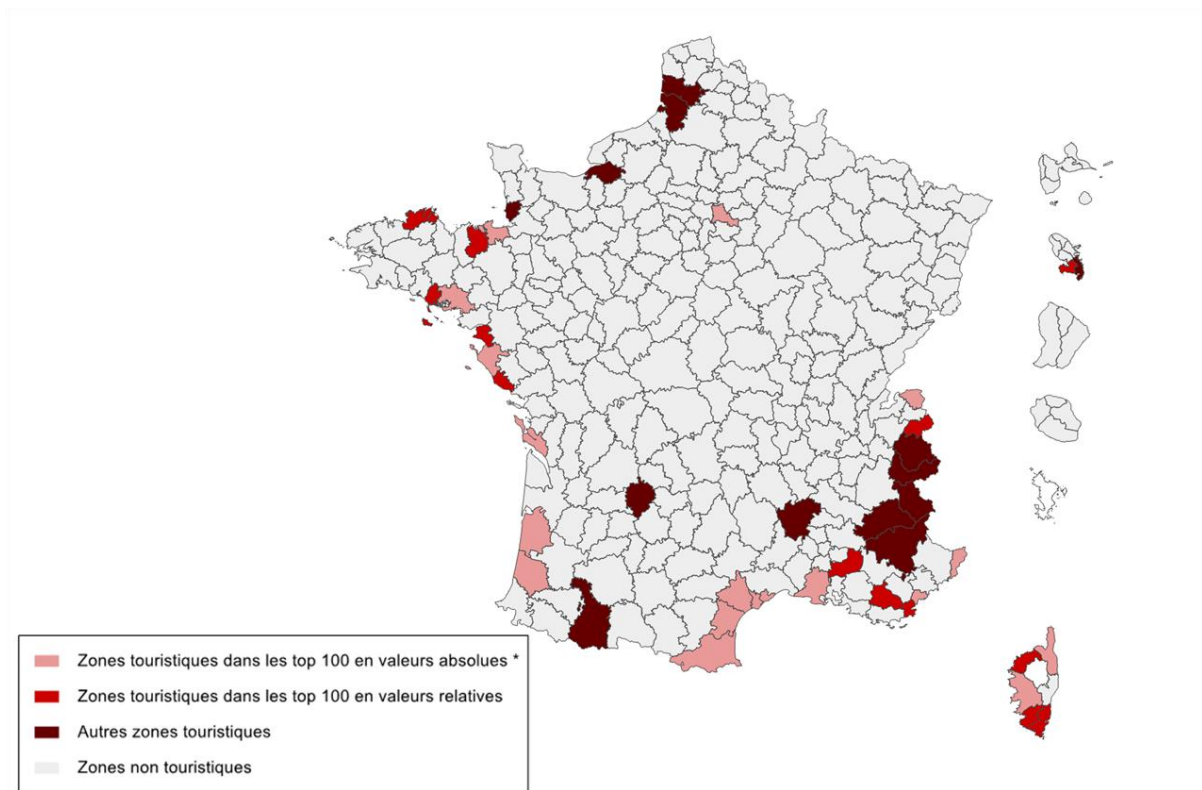 Zones touristiques dans les top 100 en valeurs absolues *
Zones touristiques dans les top 100 en valeurs relatives
Autres zones touristiques
Zones non touristiques